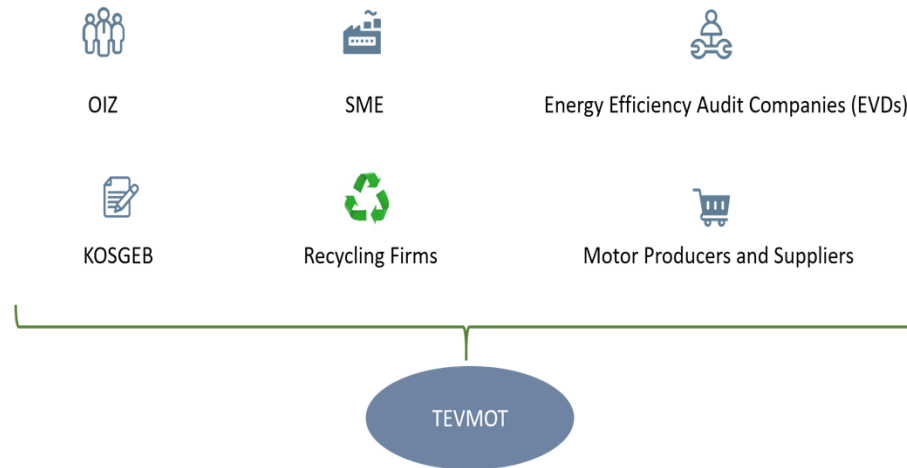 OIZ
SME
Energy Efficiency Audit Companies (EVDs)
KOSGEB
Recycling Firms
Motor Producers and Suppliers
TEVMOT